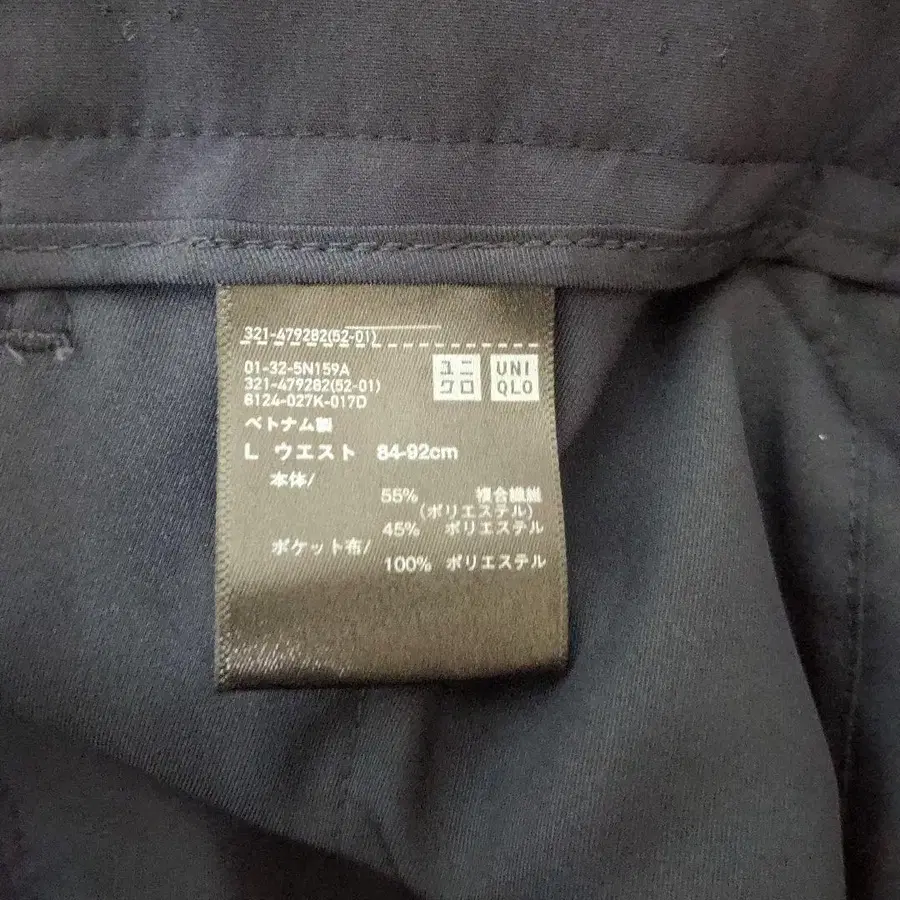 321-479282(52-01)
01-32-5N159A
321-479282(52-01)
8124-027K-017D
ユニ
クロ
UNI
QLO
ベトナム製
L ウエスト 84-92cm
本体/
55% 複合繊維
(ポリエステル)
45% ポリエステル
ポケット布/
100% ポリエステル